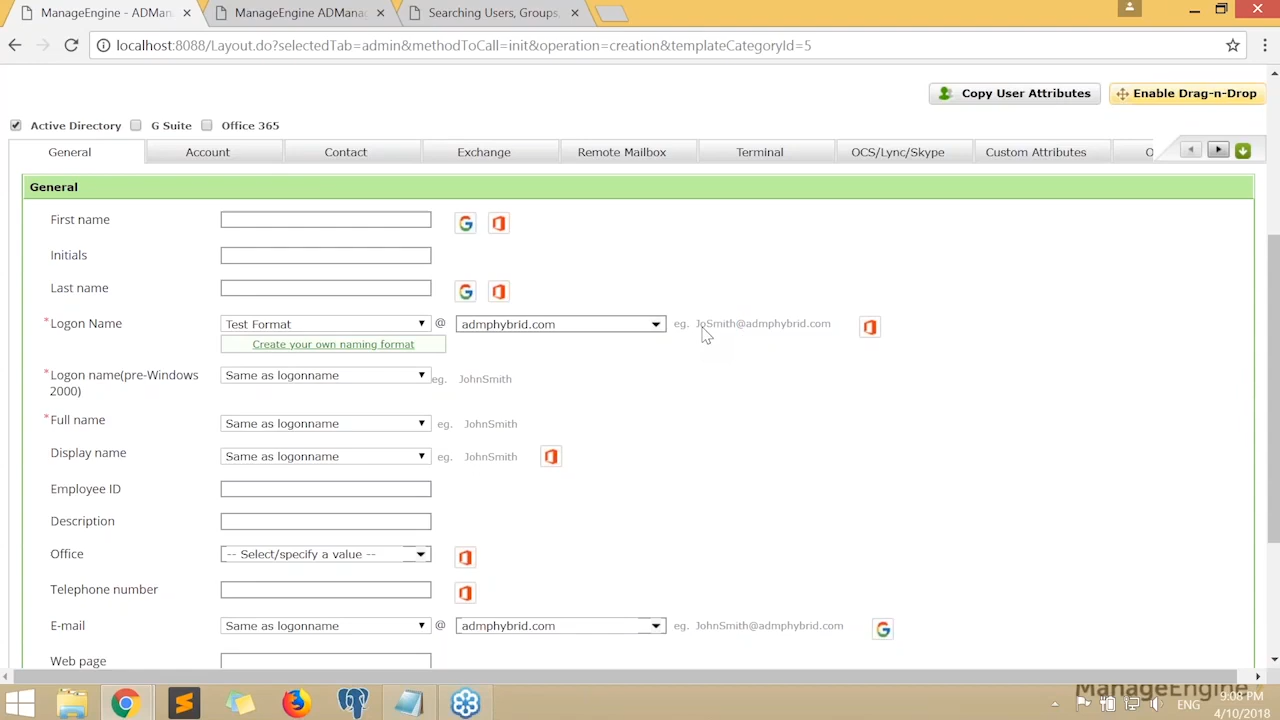 ManageEngine - ADMan
ManageEngine ADManag
Searching Users, Groups,
localhost:8088/Layout.do?selectedTab=admin&methodToCall=init&operation=creation&templateCategoryId=5
Copy User Attributes
Enable Drag-n-Drop
Active Directory
G Suite
Office 365
General
Account
Contact
Exchange
Remote Mailbox
Terminal
OCS/Lync/Skype
Custom Attributes
General
First name
Initials
Last name
*Logon Name
Test Format
@
admphybrid.com
eg. JoSmith@admphybrid.com
Create your own naming format
*Logon name(pre-Windows
2000)
Same as logonname
eg. JohnSmith
*Full name
Same as logonname
eg. JohnSmith
Display name
Same as logonname
eg. JohnSmith
Employee ID
Description
Office
-- Select/specify a value --
Telephone number
E-mail
Same as logonname
@
admphybrid.com
eg. JohnSmith@admphybrid.com
Web page
ManageEngine
ENG
9:08 PM
4/10/2018